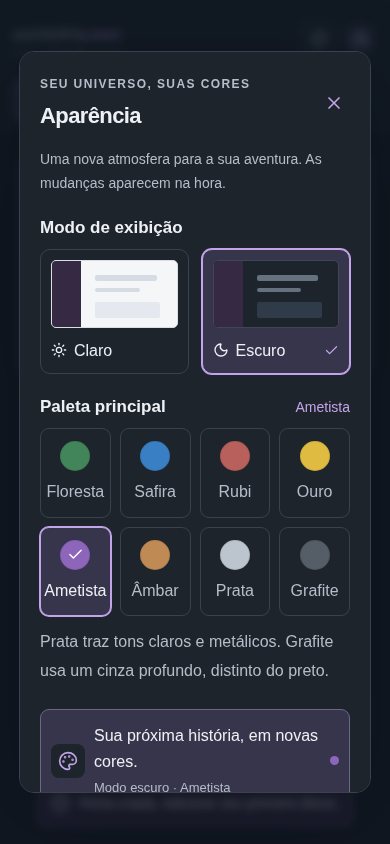 SEU UNIVERSO, SUAS CORES
Aparência
Uma nova atmosfera para a sua aventura. As
mudanças aparecem na hora.
Modo de exibição
Claro
Escuro
Paleta principal
Ametista
Floresta
Safira
Rubi
Ouro
Ametista
Âmbar
Prata
Grafite
Prata traz tons claros e metálicos. Grafite
usa um cinza profundo, distinto do preto.
Sua próxima história, em novas
cores.
Modo escuro · Ametista